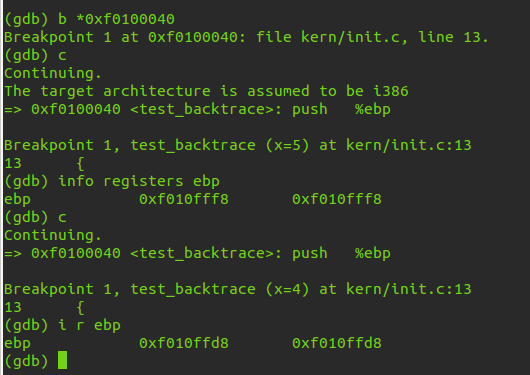 (gdb) b *0xf0100040
Breakpoint 1 at 0xf0100040: file kern/init.c, line 13.
(gdb) c
Continuing.
The target architecture is assumed to be i386
=> 0xf0100040 <test_backtrace>: push   %ebp
Breakpoint 1, test_backtrace (x=5) at kern/init.c:13
13      {
(gdb) info registers ebp
ebp            0xf010fff8       0xf010fff8
(gdb) c
Continuing.
=> 0xf0100040 <test_backtrace>: push   %ebp
Breakpoint 1, test_backtrace (x=4) at kern/init.c:13
13      {
(gdb) i r ebp
ebp            0xf010ffd8       0xf010ffd8
(gdb)